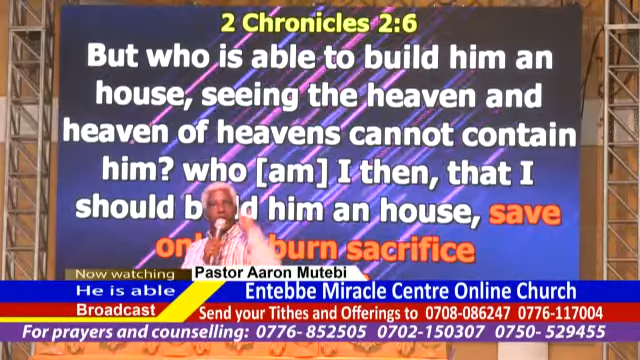 2 Chronicles 2:6
But who is able to build him an
house, seeing the heaven and
heaven of heavens cannot contain
him? who [am] I then, that I
should b d him an house, save
burn sacrifice
Now watching
Pastor Aaron Mutebi
He is able
Entebbe Miracle Centre Online Church
Broadcast
Send your Tithes and Offerings to 0708-086247 0776-117004
For prayers and counselling: 0776- 852505 0702-150307 0750- 529455